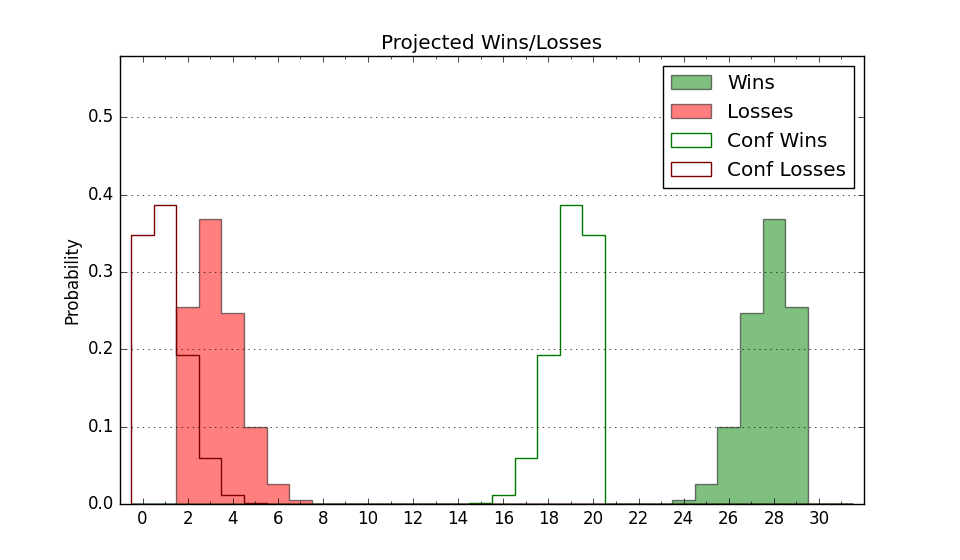 Projected Wins/Losses
Wins
Losses
Conf Wins
Conf Losses
Probability
0.5
0.4
0.3
0.2
0.1
0.0
0 2 4 6 8 10 12 14 16 18 20 22 24 26 28 30